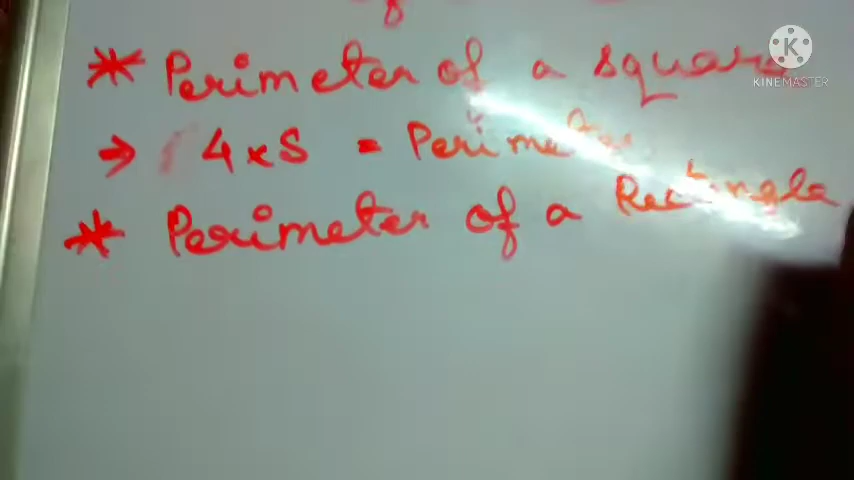 * Perimeter of a square
→ 4 x S = Perimeter
* Perimeter of a Rectangle
K
KINEMASTER